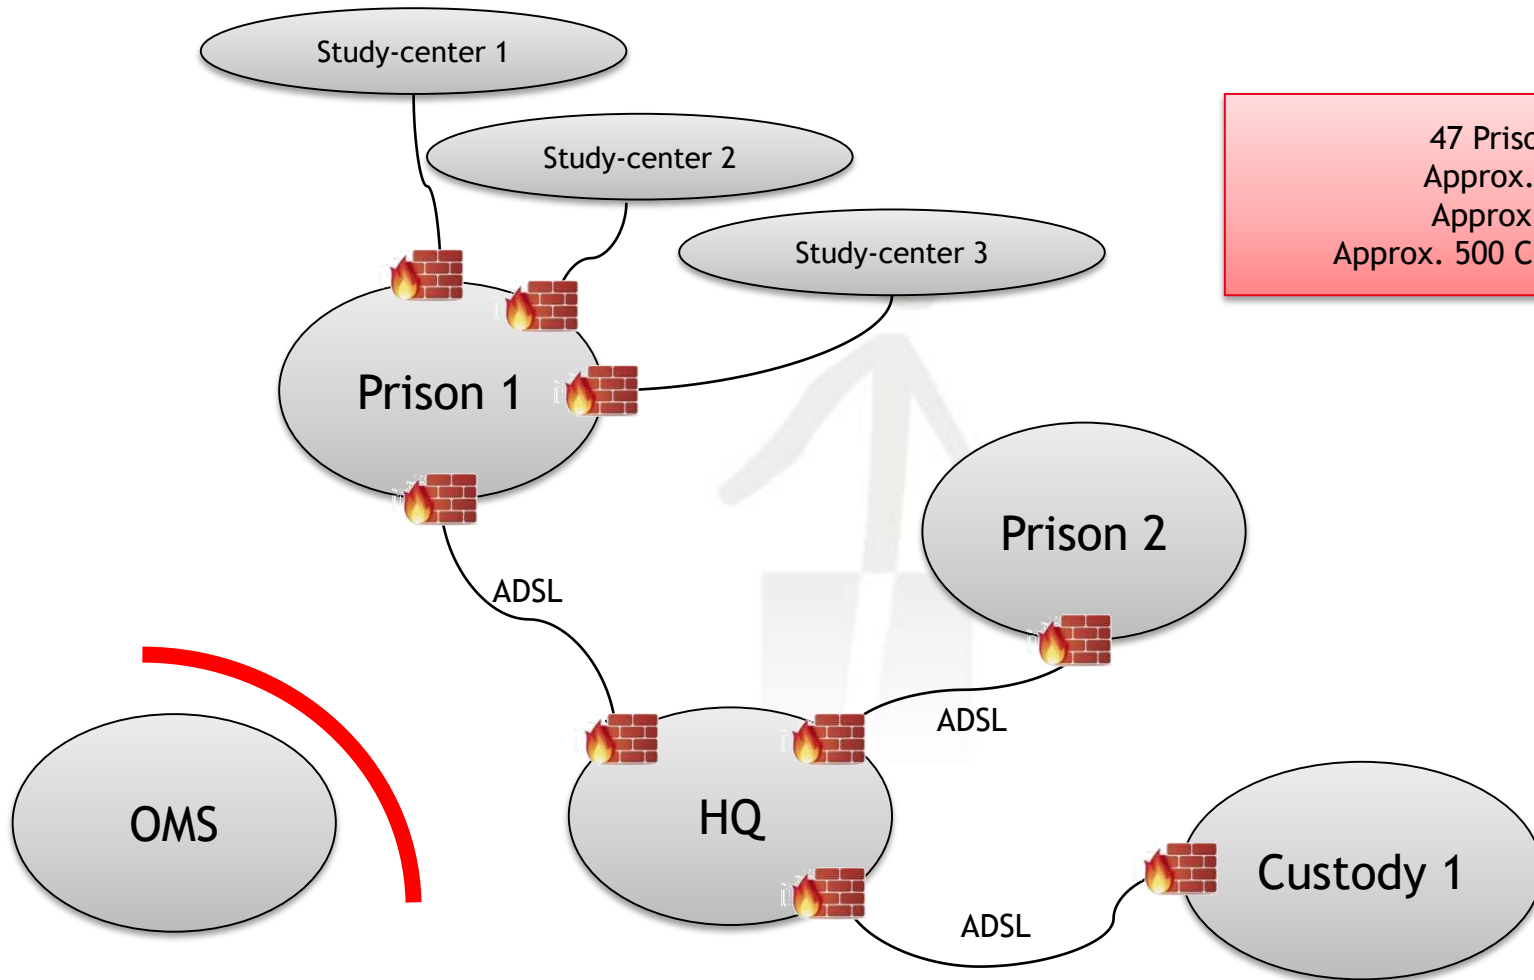 Study-center 1
Study-center 2
Study-center 3
47
Approx.
Approx
Approx. 500
Prison 1
Prison 2
ADSL
ADSL
OMS
HQ
Custody 1
ADSL